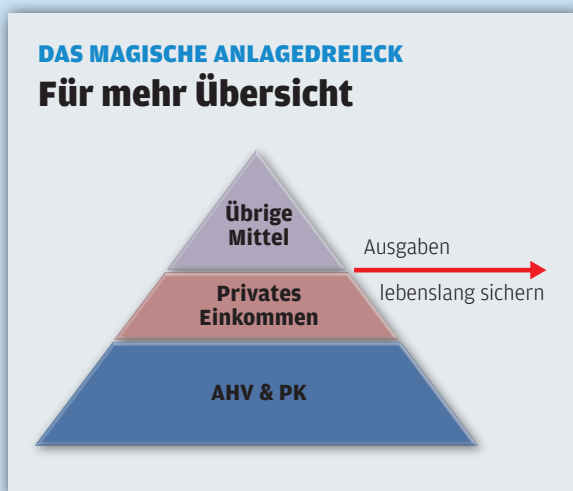 DAS MAGISCHE ANLAGEDREIECK
Für mehr Übersicht
Übrige
Mittel
Ausgaben
lebenslang sichern
Privates
Einkommen
AHV & PK